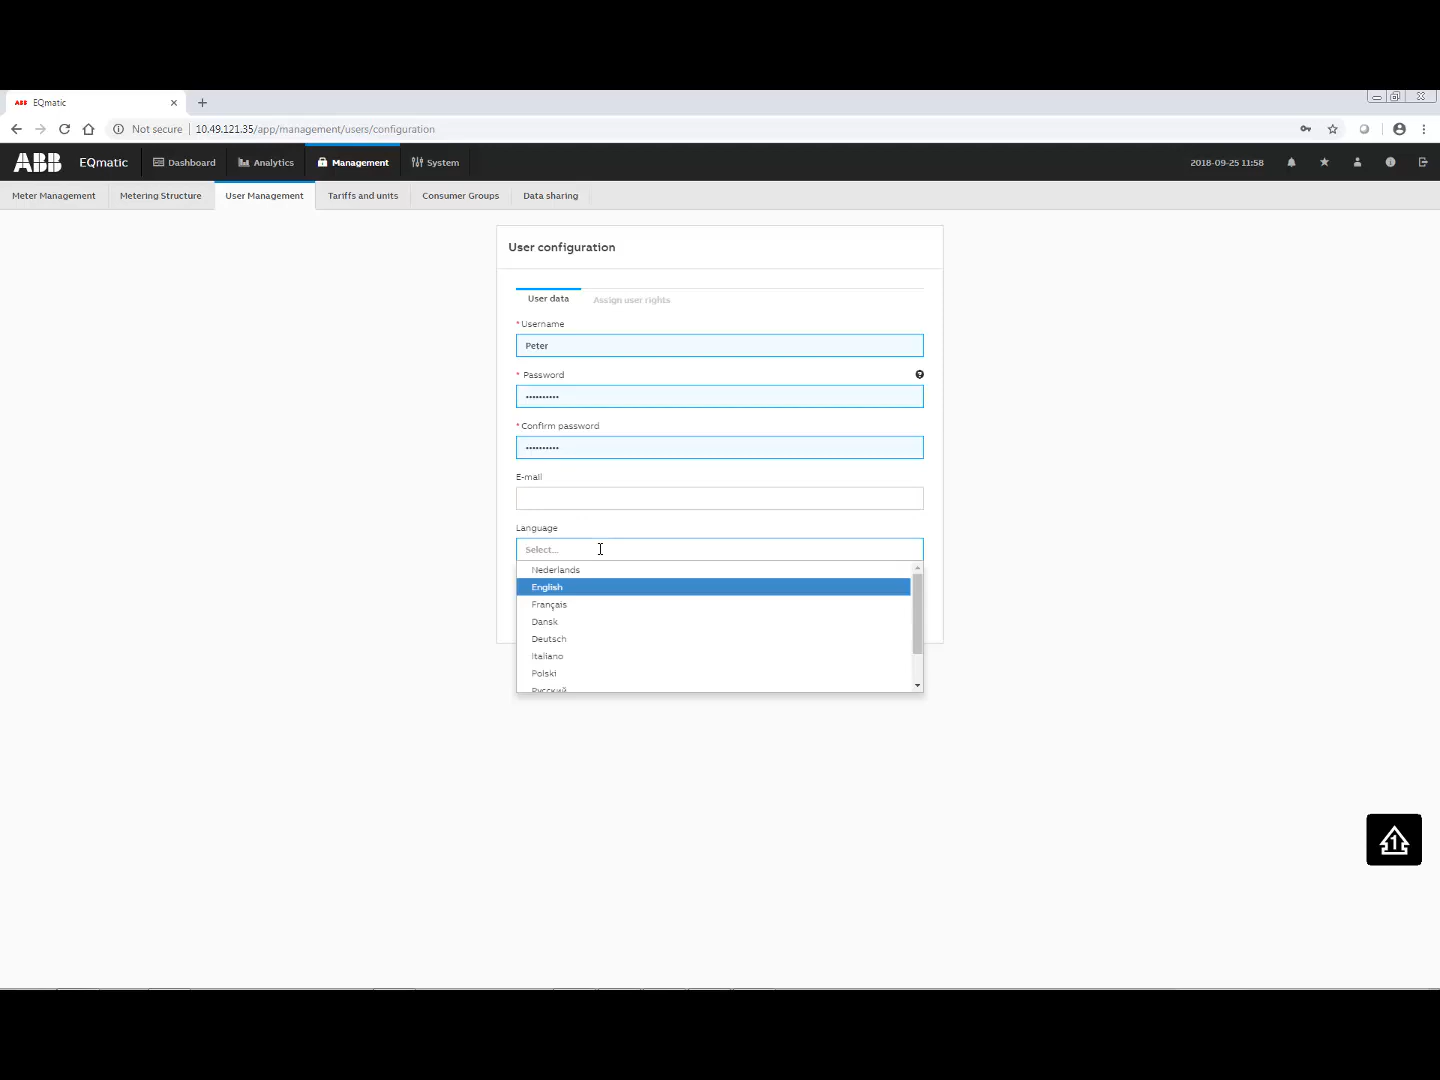 ABB EQmatic
Not secure 10.49.121.35/app/management/users/configuration
ABB EQmatic Dashboard Analytics Management System 2018-09-25 11:58
Meter Management Metering Structure User Management Tariffs and units Consumer Groups Data sharing
User configuration
User data Assign user rights
* Username
Peter
* Password
••••••••••
* Confirm password
••••••••••
E-mail
Language
Select...
Nederlands
English
Français
Dansk
Deutsch
Italiano
Polski
Русский
1